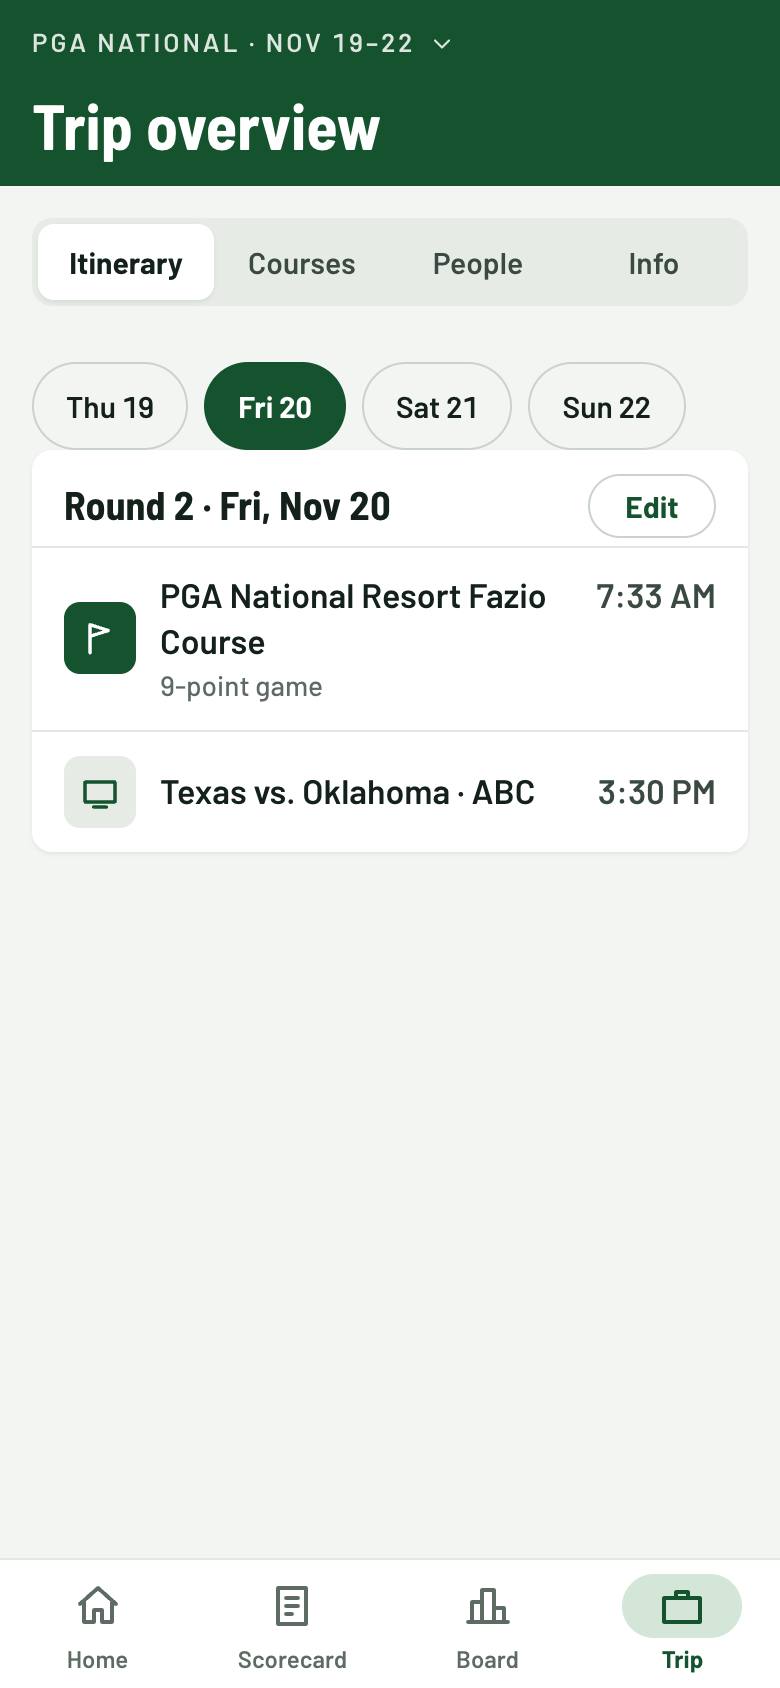 PGA NATIONAL · NOV 19–22
Trip overview
Itinerary
Courses
People
Info
Thu 19
Fri 20
Sat 21
Sun 22
Round 2 · Fri, Nov 20
Edit
PGA National Resort Fazio
Course
7:33 AM
9-point game
Texas vs. Oklahoma · ABC
3:30 PM
Home
Scorecard
Board
Trip